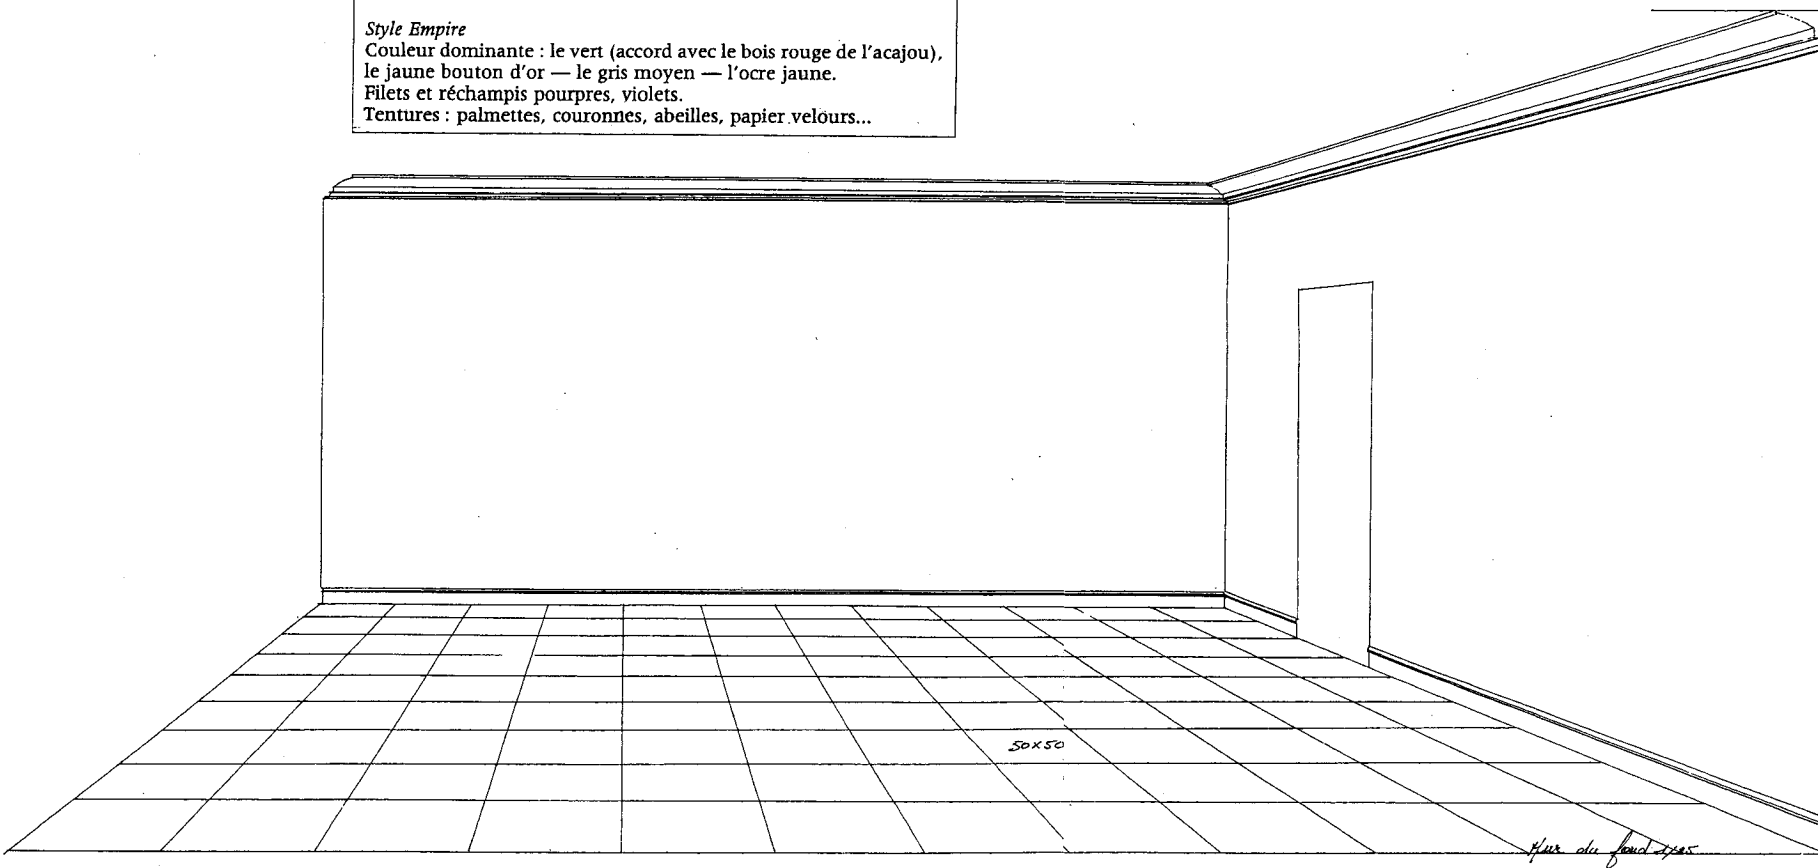 Style Empire
Couleur dominante : le vert (accord avec le bois rouge de l'acajou),
le jaune bouton d'or — le gris moyen — l'ocre jaune.
Filets et réchampis pourpres, violets.
Tentures : palmettes, couronnes, abeilles, papier velours...
50x50
Mur du fond